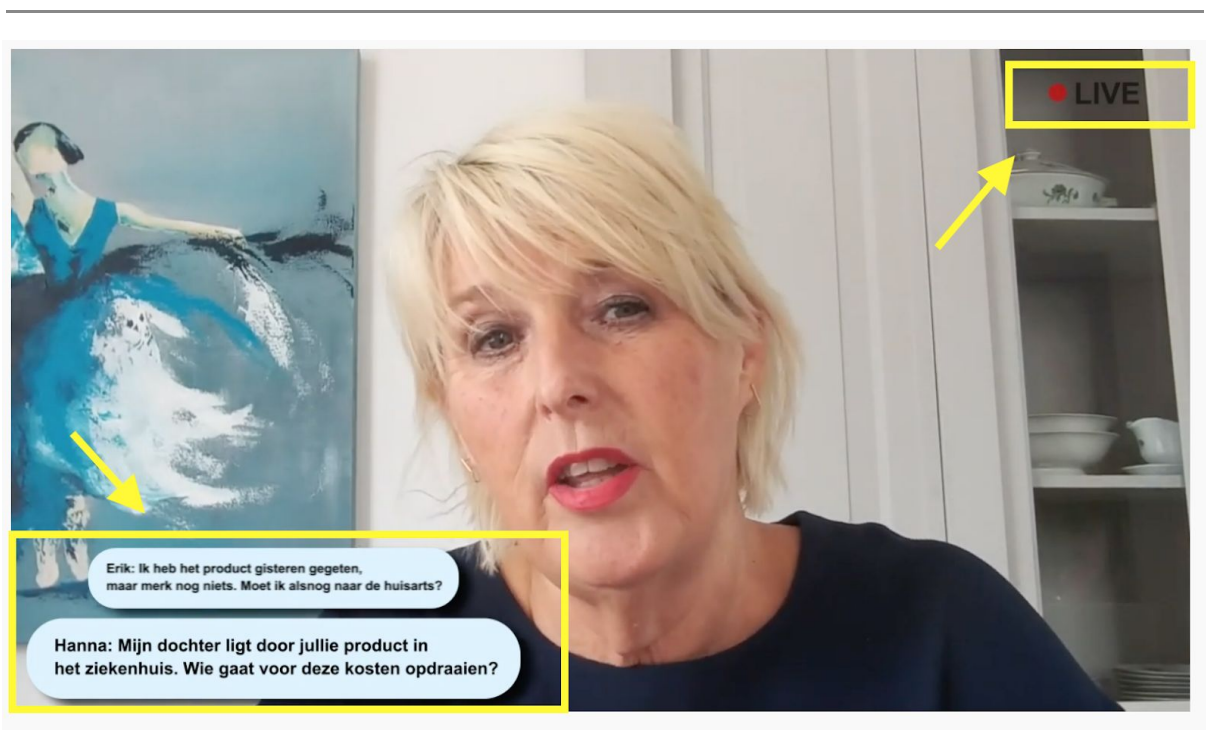 LIVE
Erik: Ik heb het product gisteren gegeten,
maar merk nog niets. Moet ik alsnog naar de huisarts?
Hanna: Mijn dochter ligt door jullie product in
het ziekenhuis. Wie gaat voor deze kosten opdraaien?